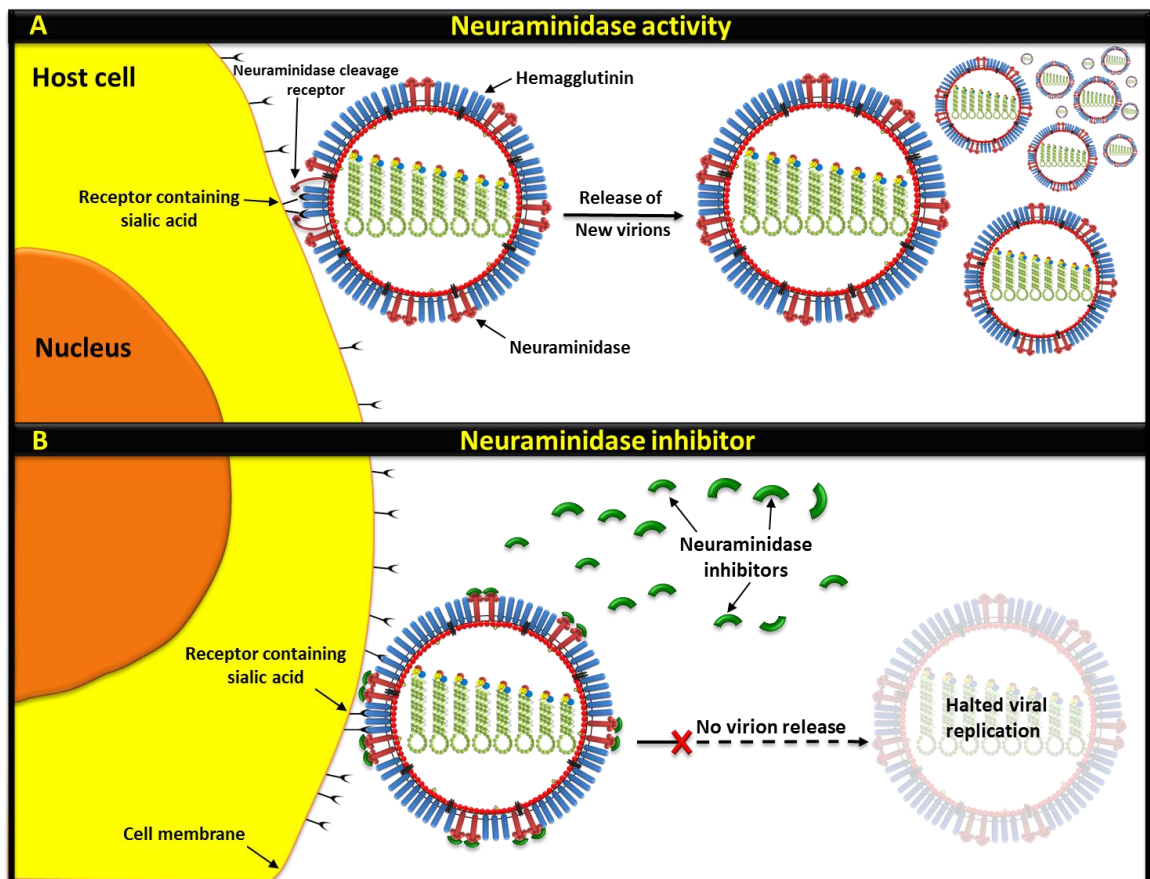 A
Neuraminidase activity
Host cell
Neuraminidase cleavage
receptor
Hemagglutinin
Receptor containing
sialic acid
Release of
New virions
Nucleus
Neuraminidase
B
Neuraminidase inhibitor
Neuraminidase
inhibitors
Receptor containing
sialic acid
No virion release
Halted viral
replication
Cell membrane